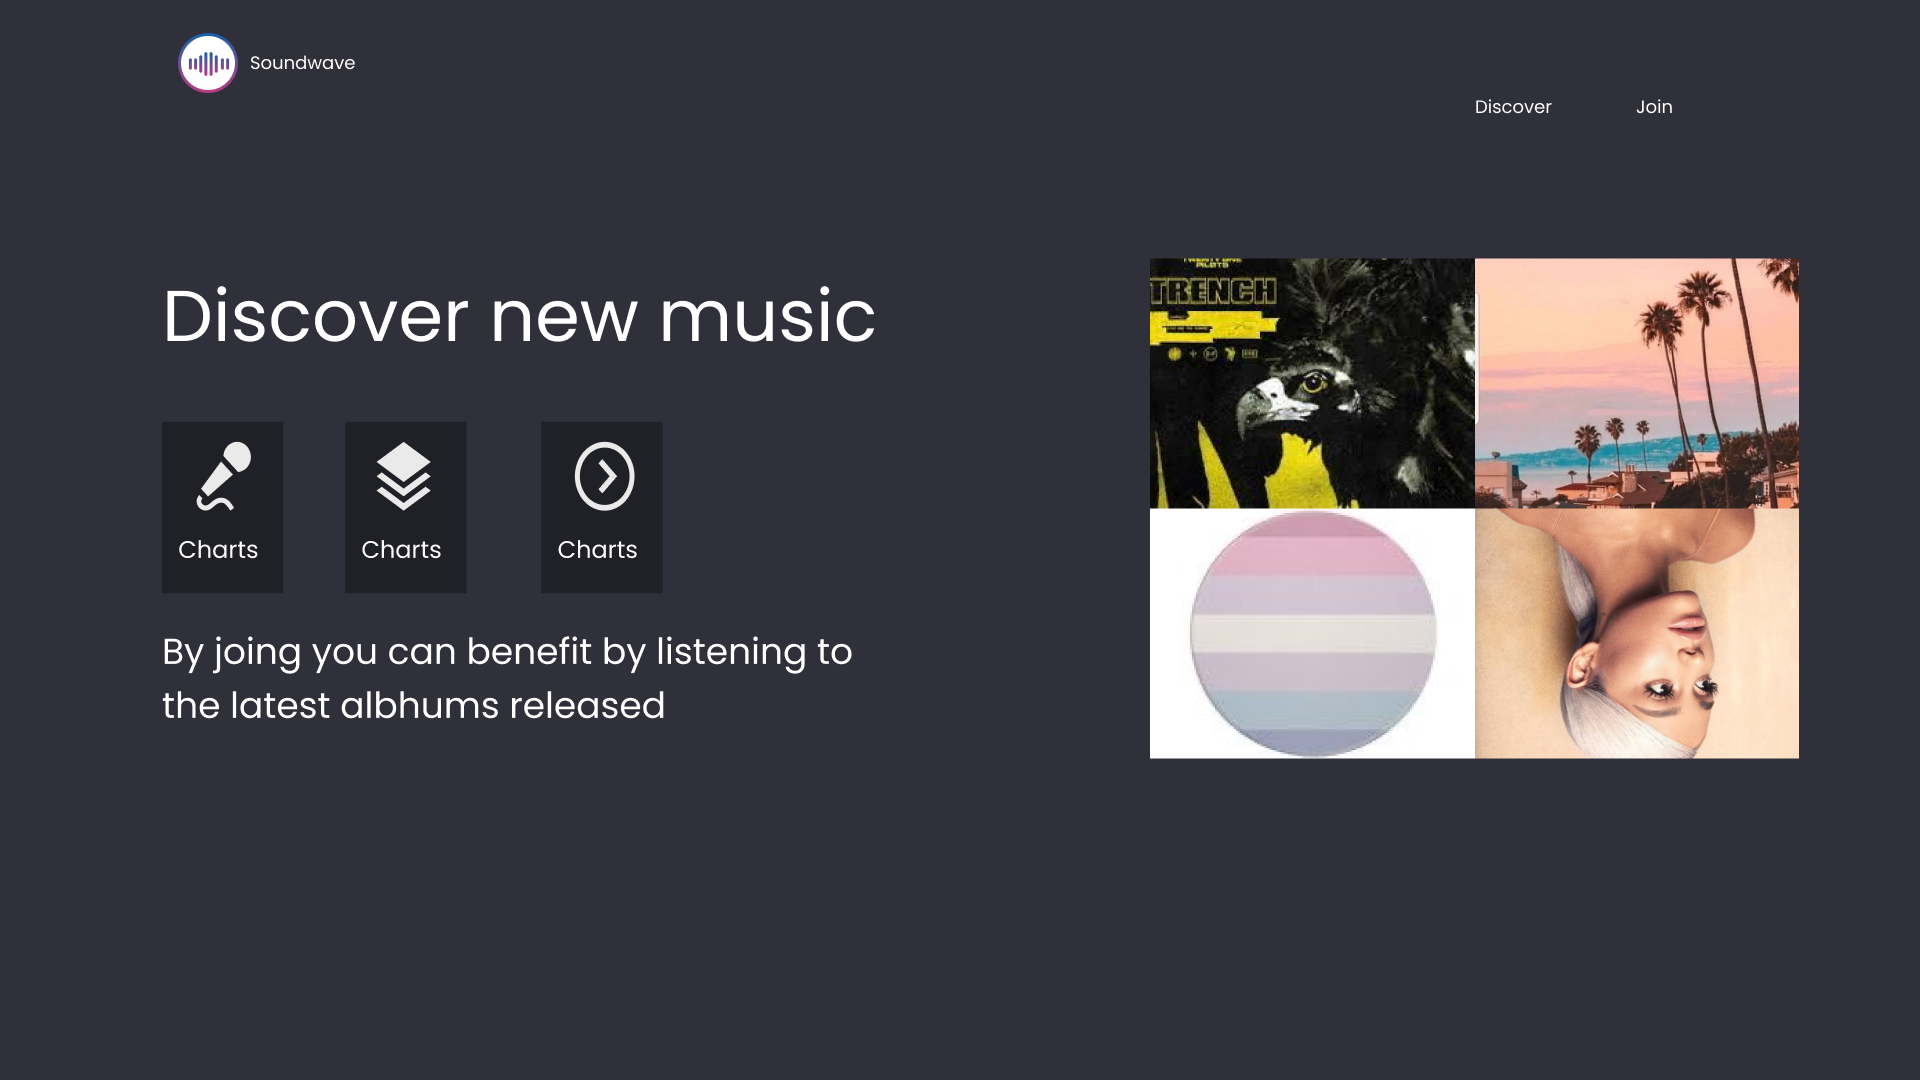 Soundwave
Discover
Join
Discover new music
Charts
Charts
Charts
By joing you can benefit by listening to
the latest albhums released
TWENTY ONE
PILOTS
TRENCH